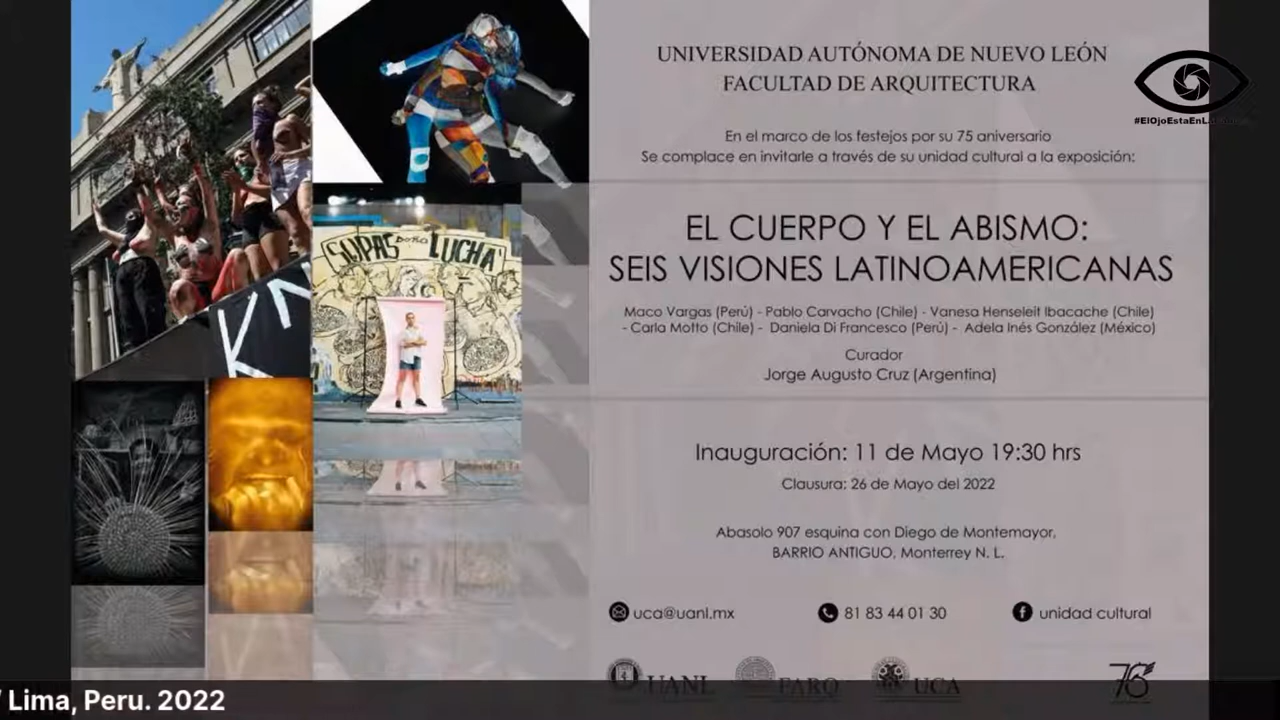 UNIVERSIDAD AUTÓNOMA DE NUEVO LEÓN
FACULTAD DE ARQUITECTURA
En el marco de los festejos por su 75 aniversario
Se complace en invitarle a través de su unidad cultural a la exposición:
EL CUERPO Y EL ABISMO:
SEIS VISIONES LATINOAMERICANAS
Maco Vargas (Perú) - Pablo Carvacho (Chile) - Vanesa Henseleit Ibacache (Chile)
- Carla Motto (Chile) - Daniela Di Francesco (Perú) - Adela Inés González (México)
Curador
Jorge Augusto Cruz (Argentina)
Inauguración: 11 de Mayo 19:30 hrs
Clausura: 26 de Mayo del 2022
Abasolo 907 esquina con Diego de Montemayor,
BARRIO ANTIGUO, Monterrey N. L.
uca@uanl.mx
81 83 44 01 30
unidad cultural
UANL
FARQ
UCA
75
LUCHA
Lima, Peru. 2022